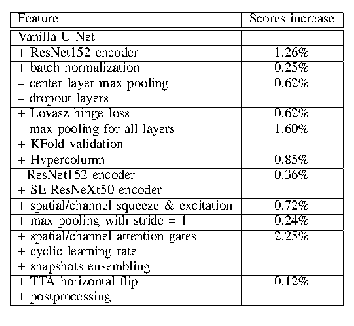 Feature Scores increase
Vanilla U Net
+ ResNet152 encoder 1.26%
+ batch normalization 0.25%
– center layer max pooling 0.62%
– dropout layers
+ Lovasz hinge loss 0.62%
max pooling for all layers 1.60%
+ KFold validation
+ Hypercolumn 0.85%
ResNet152 encoder 0.36%
+ SE ResNeXt50 encoder
+ spatial/channel squeeze & excitation 0.72%
+ max pooling with stride = 1 0.24%
+ spatial/channel attention gates 2.23%
+ cyclic learning rate
+ snapshots ensembling
+ TTA horizontal flip 0.12%
+ postprocessing